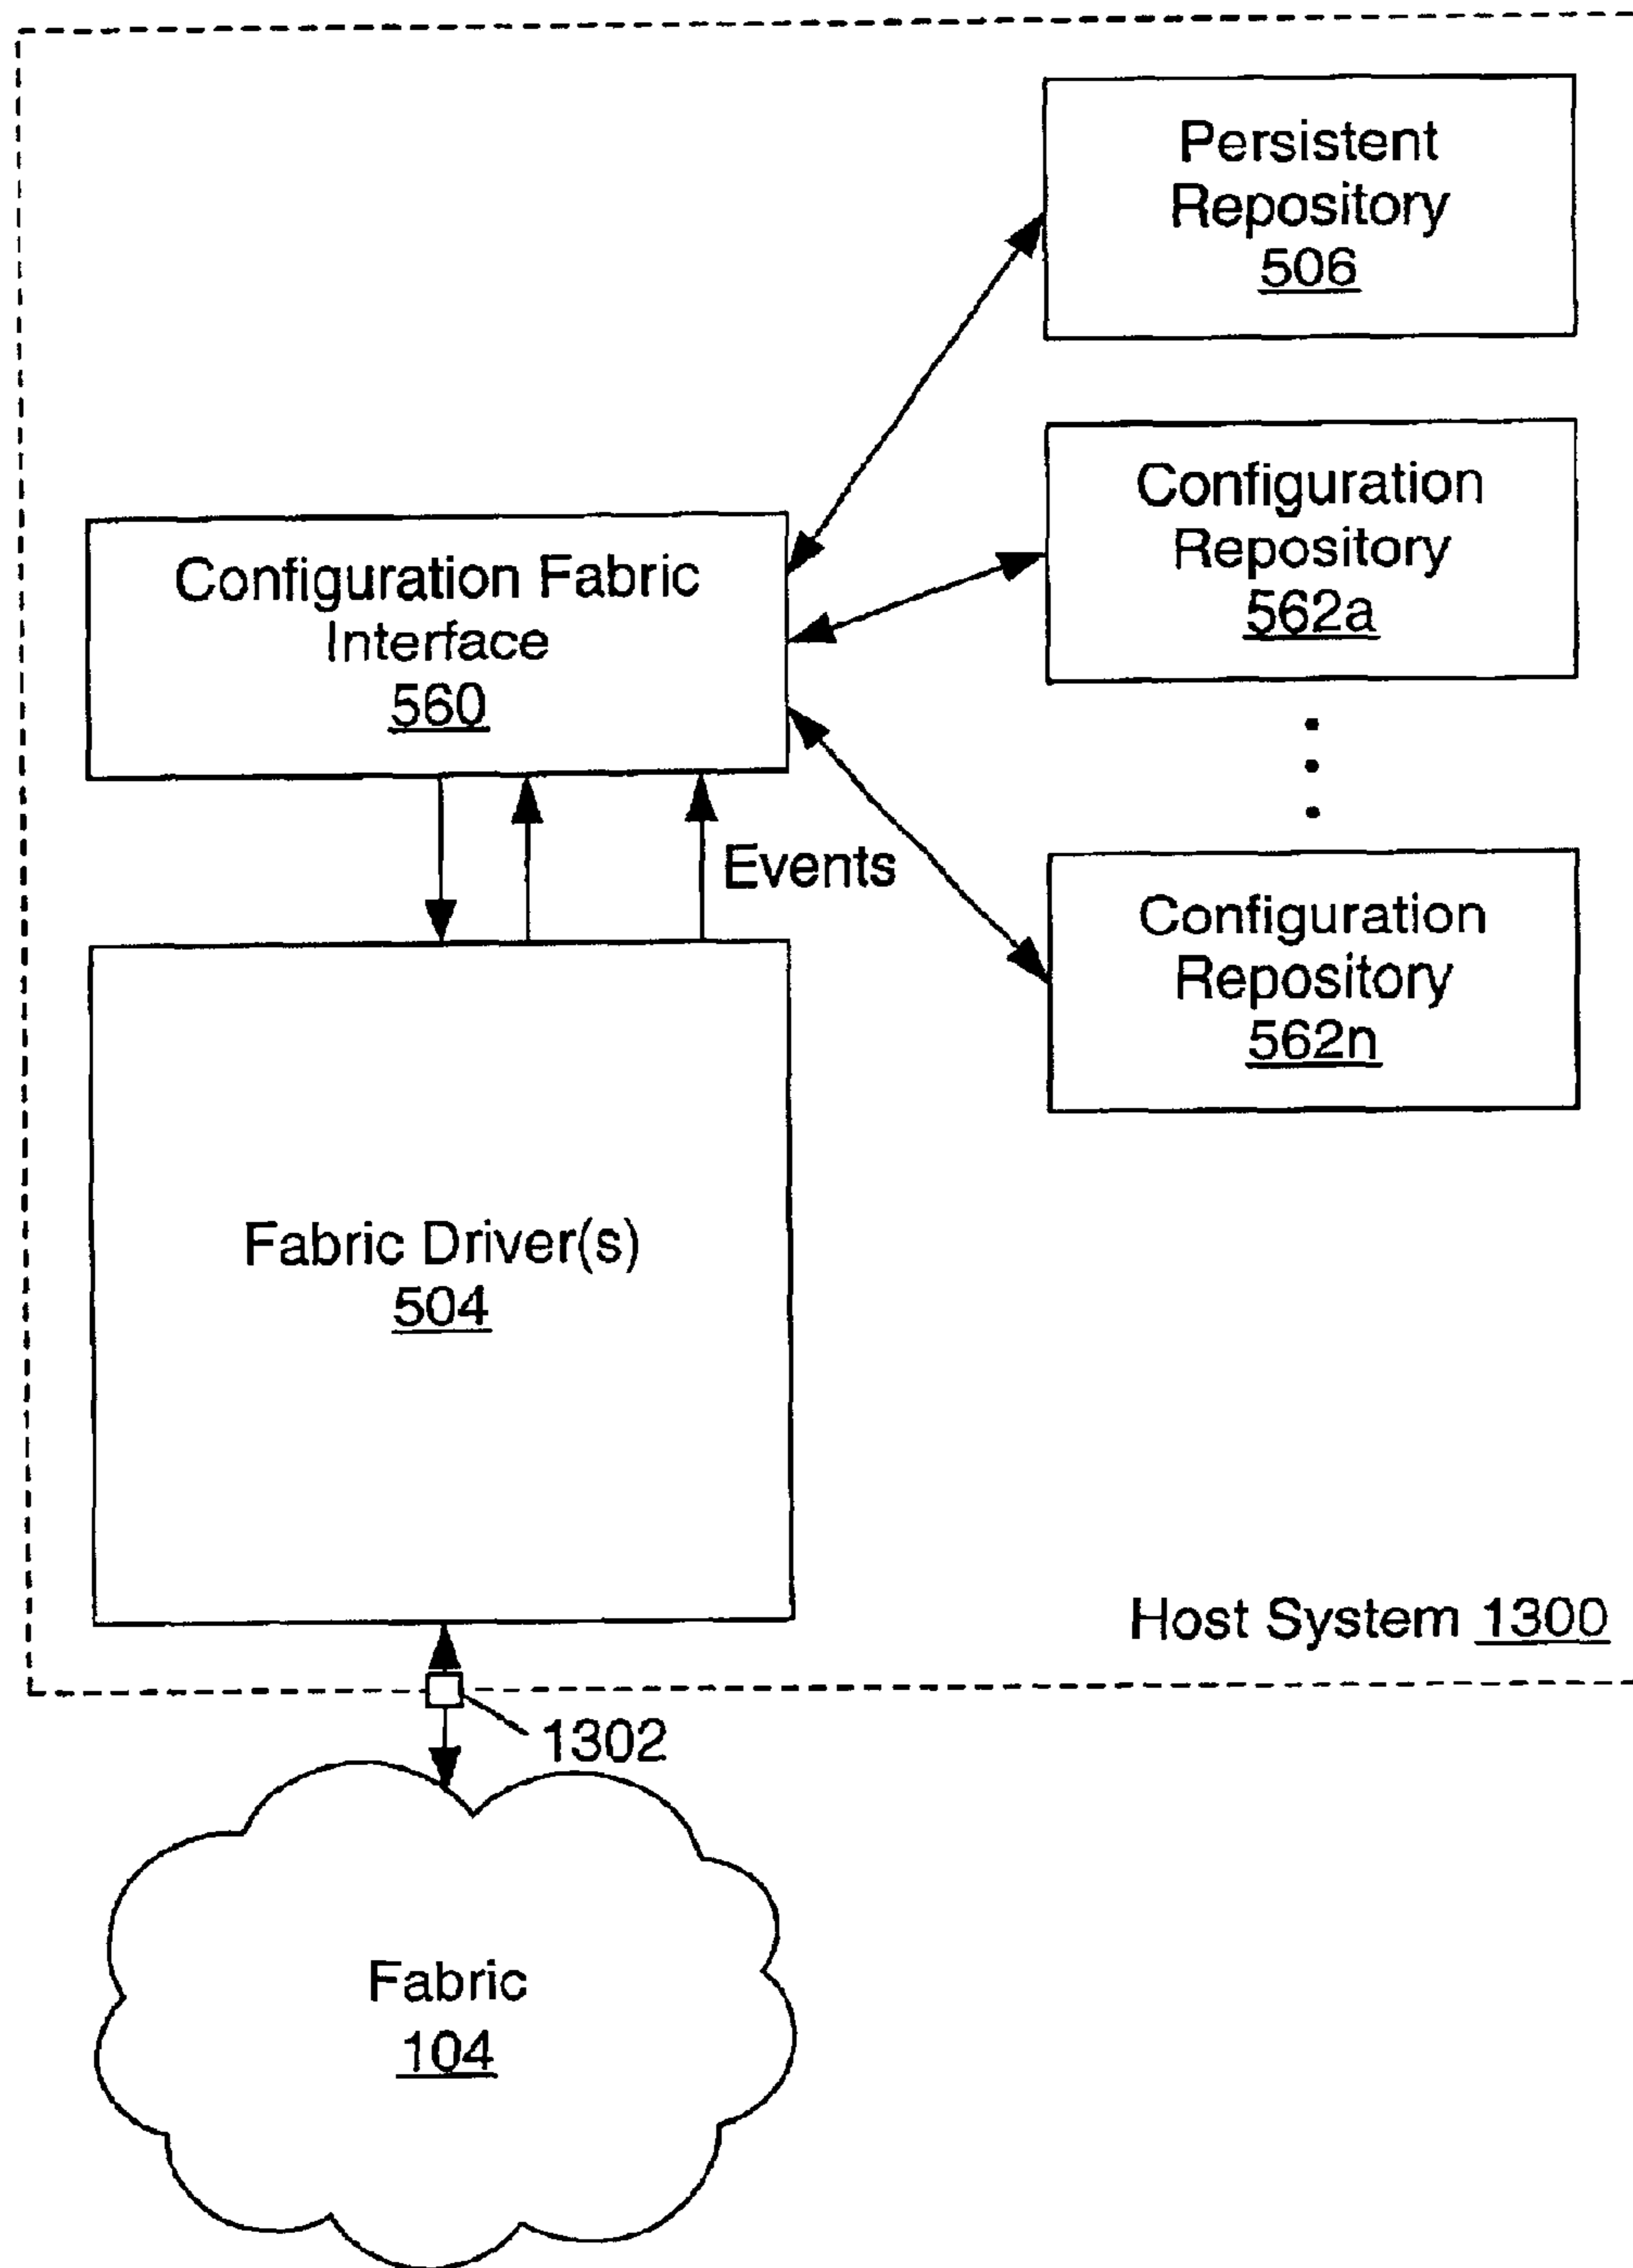 Persistent
Repository
506
Configuration
Repository
562a
Configuration Fabric
Interface
560
Events
Configuration
Repository
562n
Fabric Driver(s)
504
Host System 1300
1302
Fabric
104